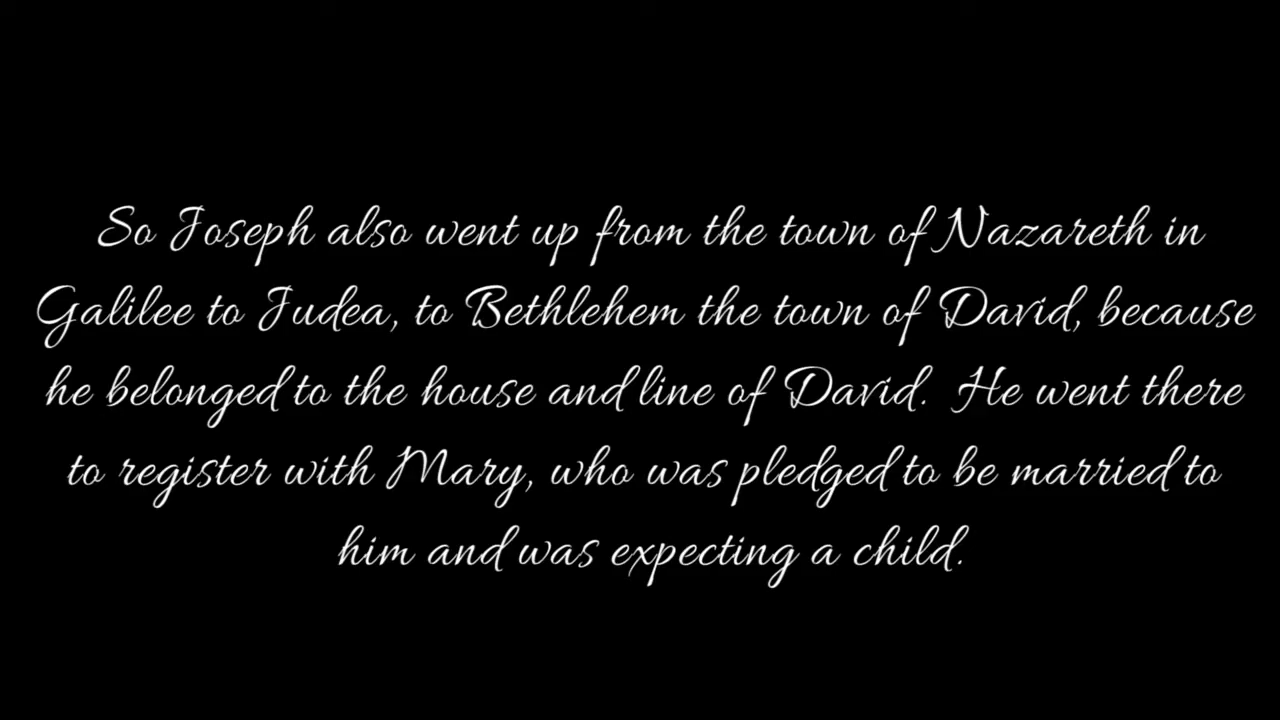 So Joseph also went up from the town of Nazareth in
Galilee to Judea, to Bethlehem the town of David, because
he belonged to the house and line of David. He went there
to register with Mary, who was pledged to be married to
him and was expecting a child.